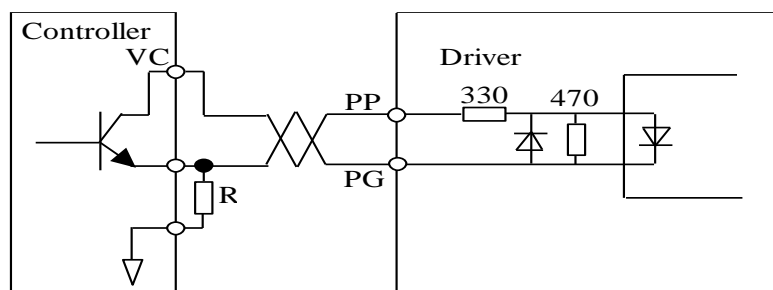 Controller
VC
Driver
PP
330
470
PG
R